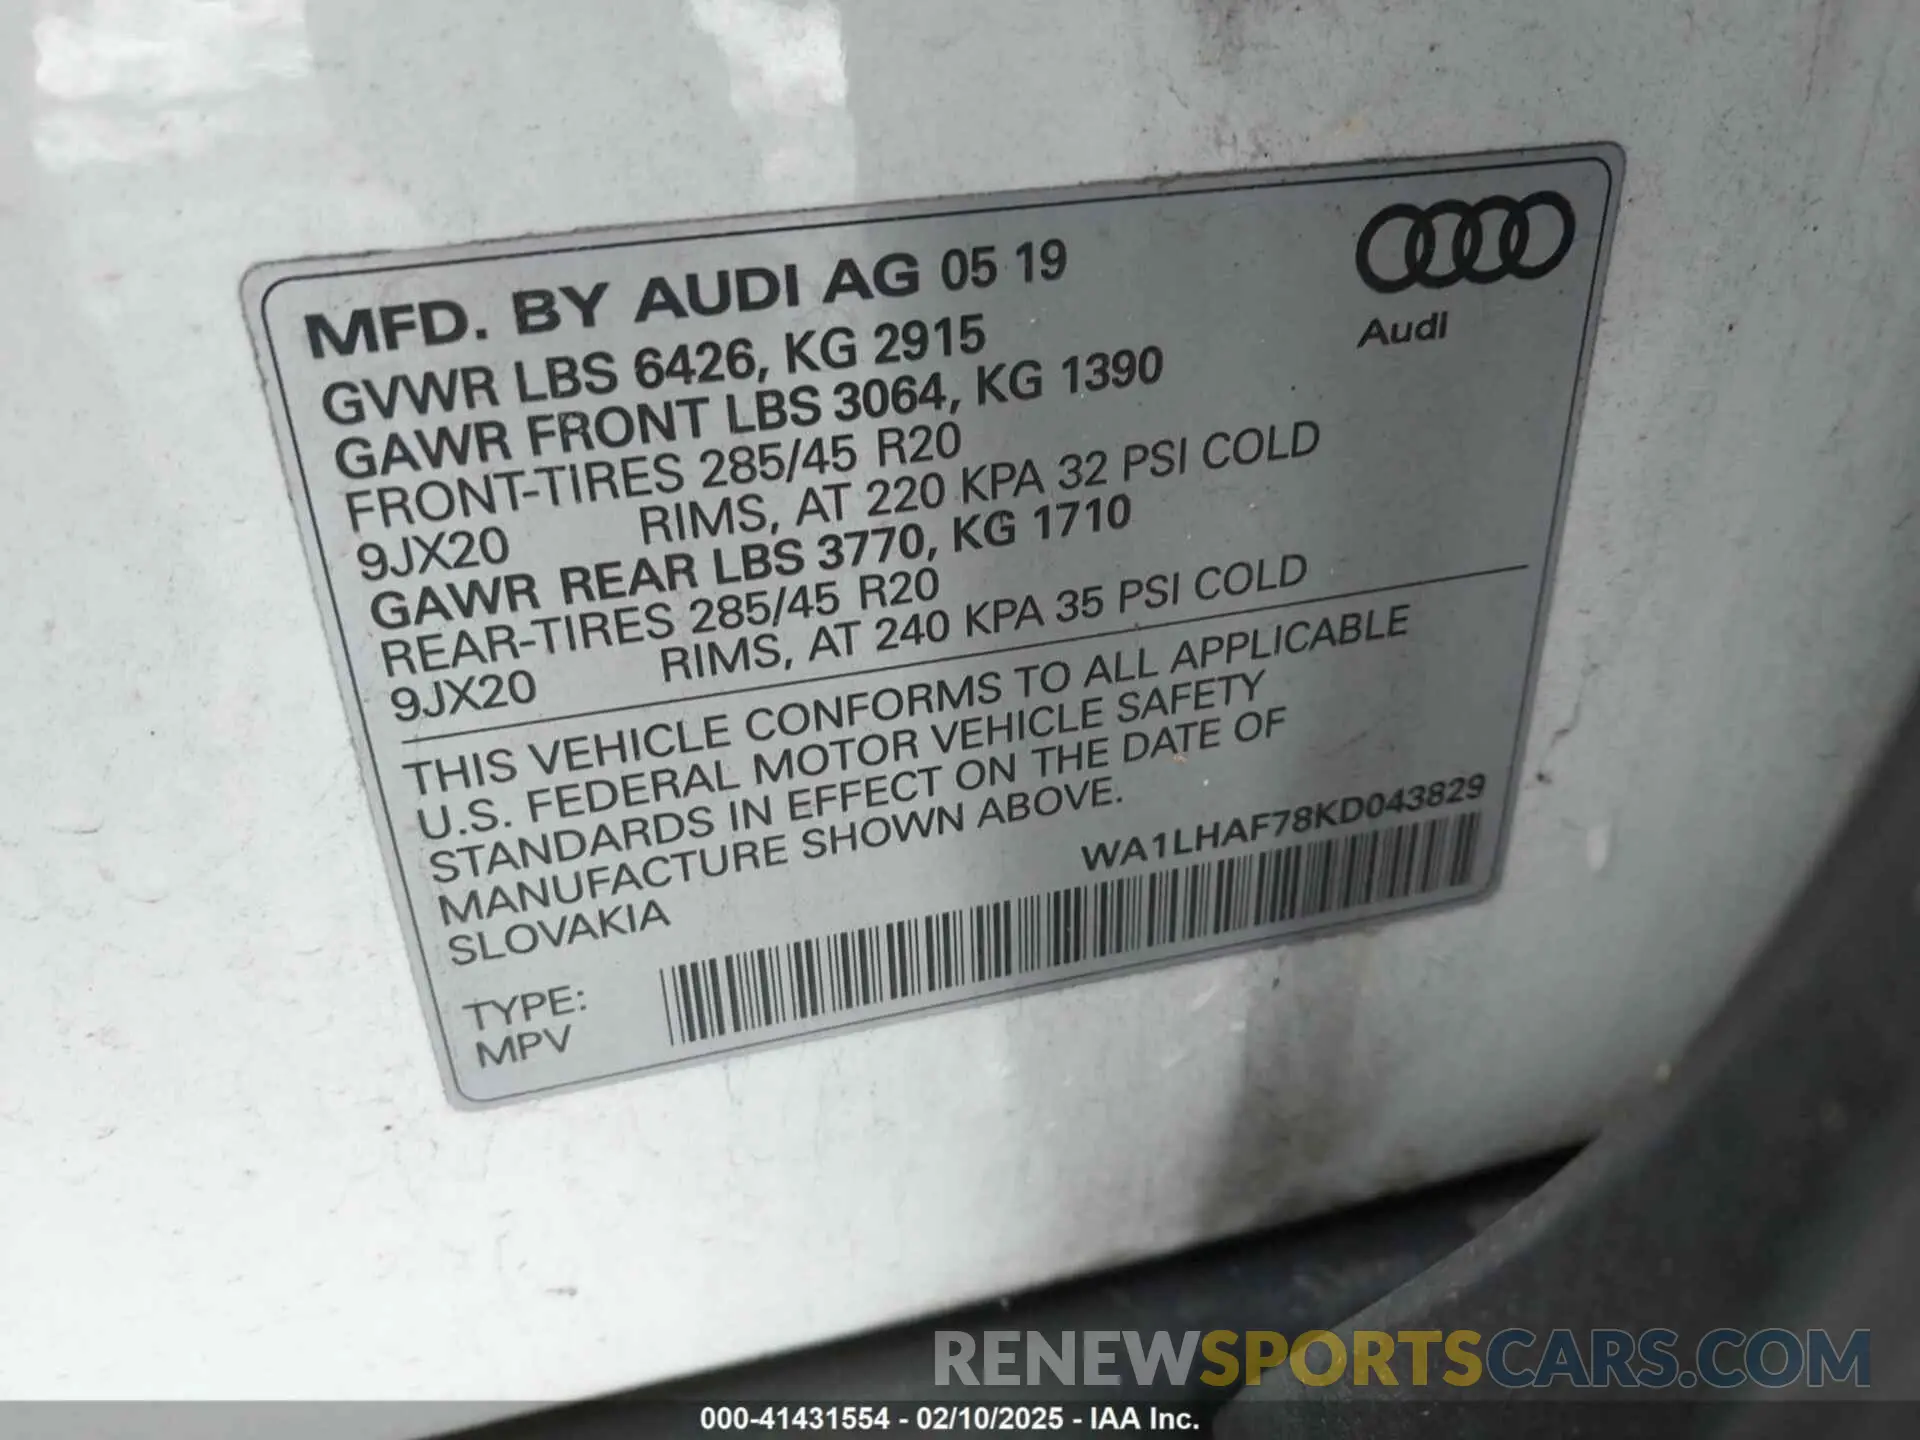 MFD. BY AUDI AG 05 19
Audi
GVWR LBS 6426, KG 2915
GAWR FRONT LBS 3064, KG 1390
FRONT-TIRES 285/45 R20
9JX20 RIMS, AT 220 KPA 32 PSI COLD
GAWR REAR LBS 3770, KG 1710
REAR-TIRES 285/45 R20
9JX20 RIMS, AT 240 KPA 35 PSI COLD
THIS VEHICLE CONFORMS TO ALL APPLICABLE
U.S. FEDERAL MOTOR VEHICLE SAFETY
STANDARDS IN EFFECT ON THE DATE OF
MANUFACTURE SHOWN ABOVE.
SLOVAKIA
WA1LHAF78KD043829
TYPE:
MPV
RENEWSPORTSCARS.COM
000-41431554 - 02/10/2025 - IAA Inc.